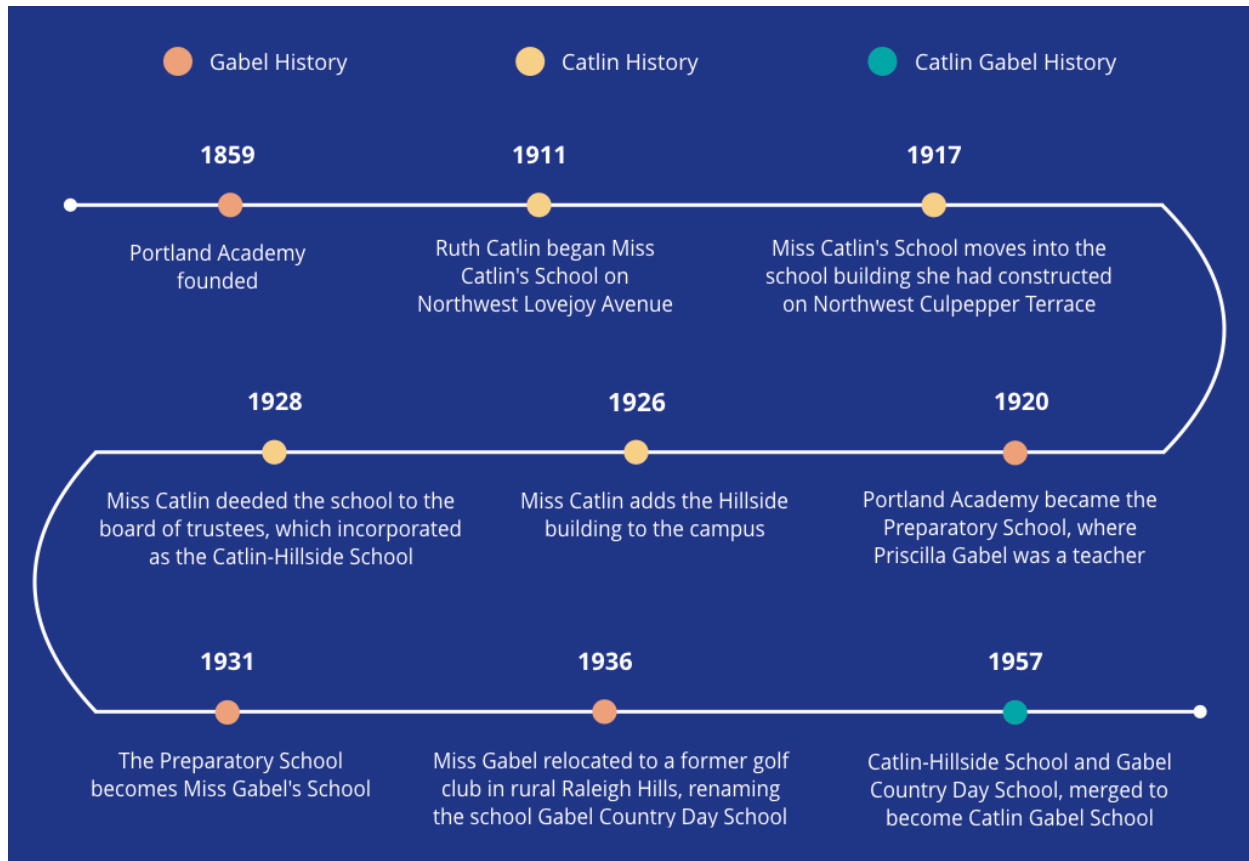 Gabel History
Catlin History
Catlin Gabel History
1859
Portland Academy
founded
1911
Ruth Catlin began Miss
Catlin's School on
Northwest Lovejoy Avenue
1917
Miss Catlin's School moves into the
school building she had constructed
on Northwest Culpepper Terrace
1920
Portland Academy became the
Preparatory School, where
Priscilla Gabel was a teacher
1926
Miss Catlin adds the Hillside
building to the campus
1928
Miss Catlin deeded the school to the
board of trustees, which incorporated
as the Catlin-Hillside School
1931
The Preparatory School
becomes Miss Gabel's School
1936
Miss Gabel relocated to a former golf
club in rural Raleigh Hills, renaming
the school Gabel Country Day School
1957
Catlin-Hillside School and Gabel
Country Day School, merged to
become Catlin Gabel School